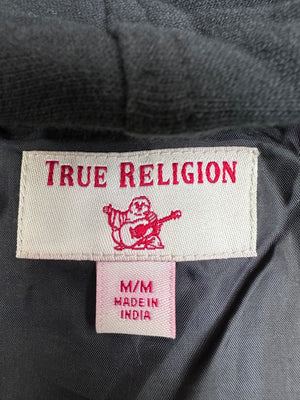 TRUE RELIGION
M/M
MADE IN
INDIA